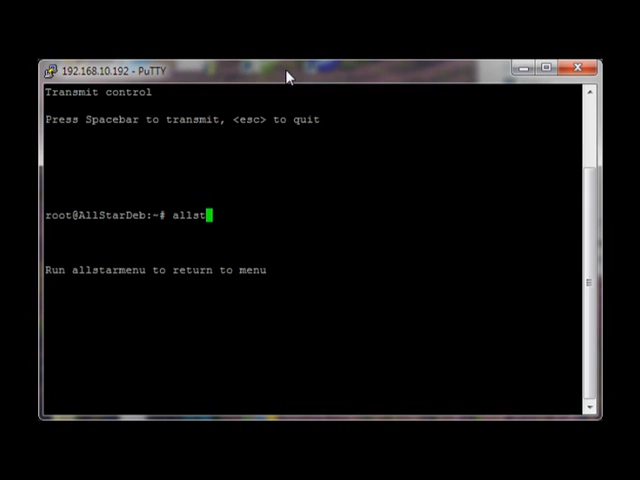 192.168.10.192 - PuTTY
Transmit control
Press Spacebar to transmit, <esc> to quit
root@AllStarDeb:~# allst
Run allstarmenu to return to menu